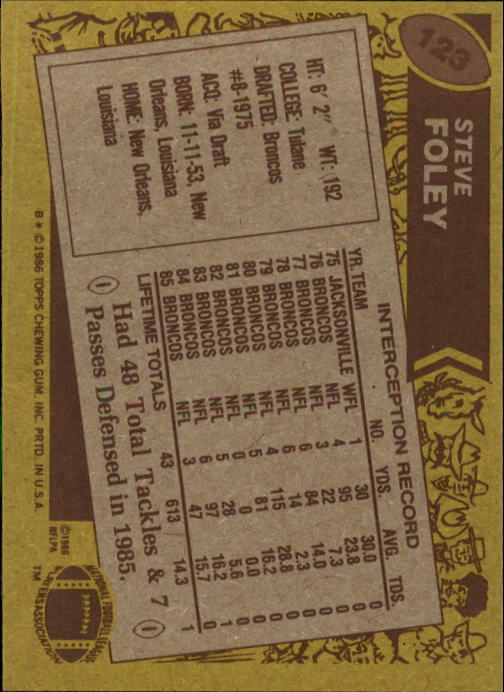 123
STEVE
FOLEY
HT: 6' 2" WT: 192
COLLEGE: Tulane
DRAFTED: Broncos
#8-1975
ACQ: Via Draft
BORN: 11-11-53, New
Orleans, Louisiana
HOME: New Orleans,
Louisiana
INTERCEPTION RECORD
YR. TEAM NO. YDS. AVG. TDS.
75 JACKSONVILLE WFL 1 30 30.0 0
76 BRONCOS NFL 4 95 23.8 0
77 BRONCOS NFL 3 22 7.3 0
78 BRONCOS NFL 6 84 14.0 0
79 BRONCOS NFL 6 14 2.3 0
80 BRONCOS NFL 4 115 28.8 0
81 BRONCOS NFL 5 81 16.2 0
82 BRONCOS NFL 0 0 0.0 0
83 BRONCOS NFL 5 28 5.6 0
84 BRONCOS NFL 6 97 16.2 1
85 BRONCOS NFL 3 47 15.7 0
LIFETIME TOTALS 43 613 14.3 1
Had 48 Total Tackles & 7
Passes Defensed in 1985.
B * © 1986 TOPPS CHEWING GUM, INC. PRTD. IN U.S.A.
©1986
NFLPA
NATIONAL FOOTBALL LEAGUE
PLAYERS ASSOCIATION
TM